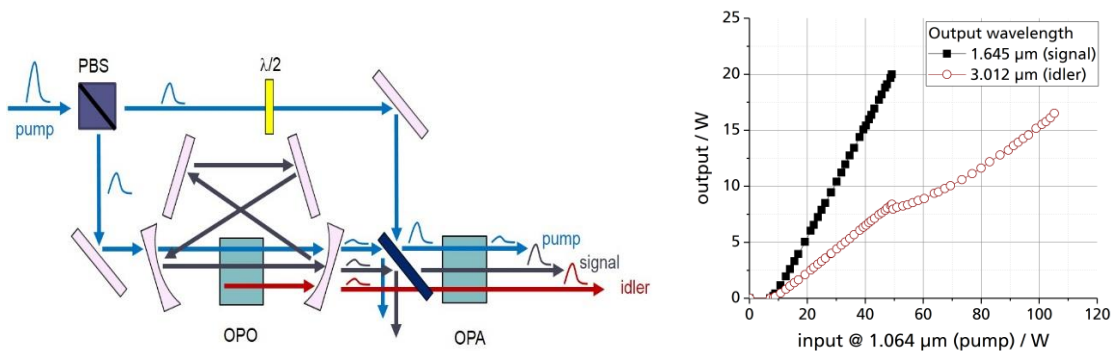 PBS
λ/2
pump
pump
signal
idler
OPO
OPA
Output wavelength
1.645 µm (signal)
3.012 µm (idler)
output / W
25
20
15
10
5
0
0
20
40
60
80
100
120
input @ 1.064 µm (pump) / W